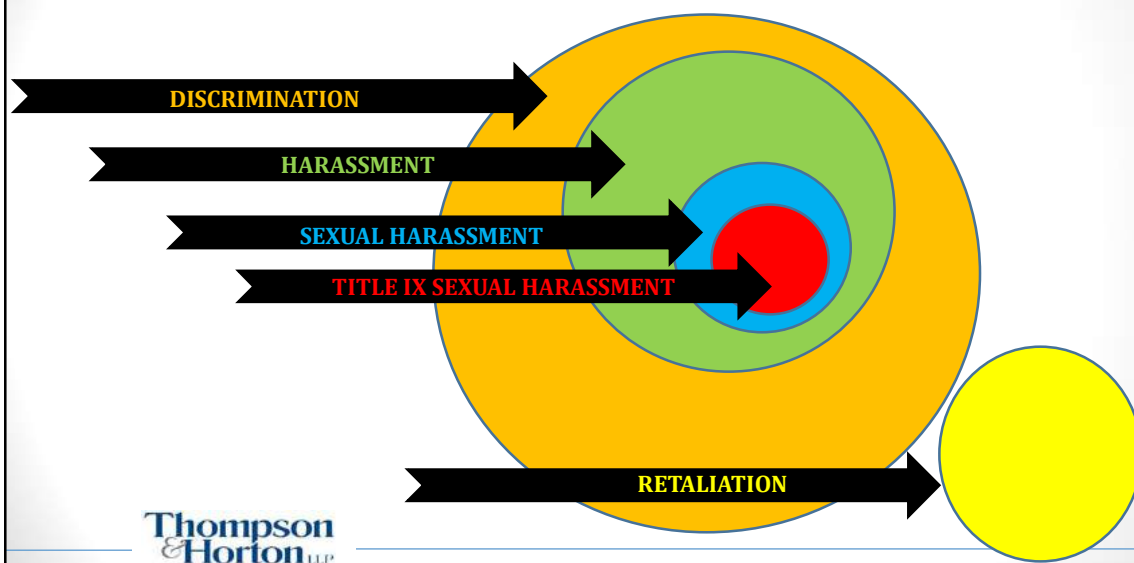 DISCRIMINATION
HARASSMENT
SEXUAL HARASSMENT
TITLE IX SEXUAL HARASSMENT
RETALIATION
Thompson
&Horton LLP